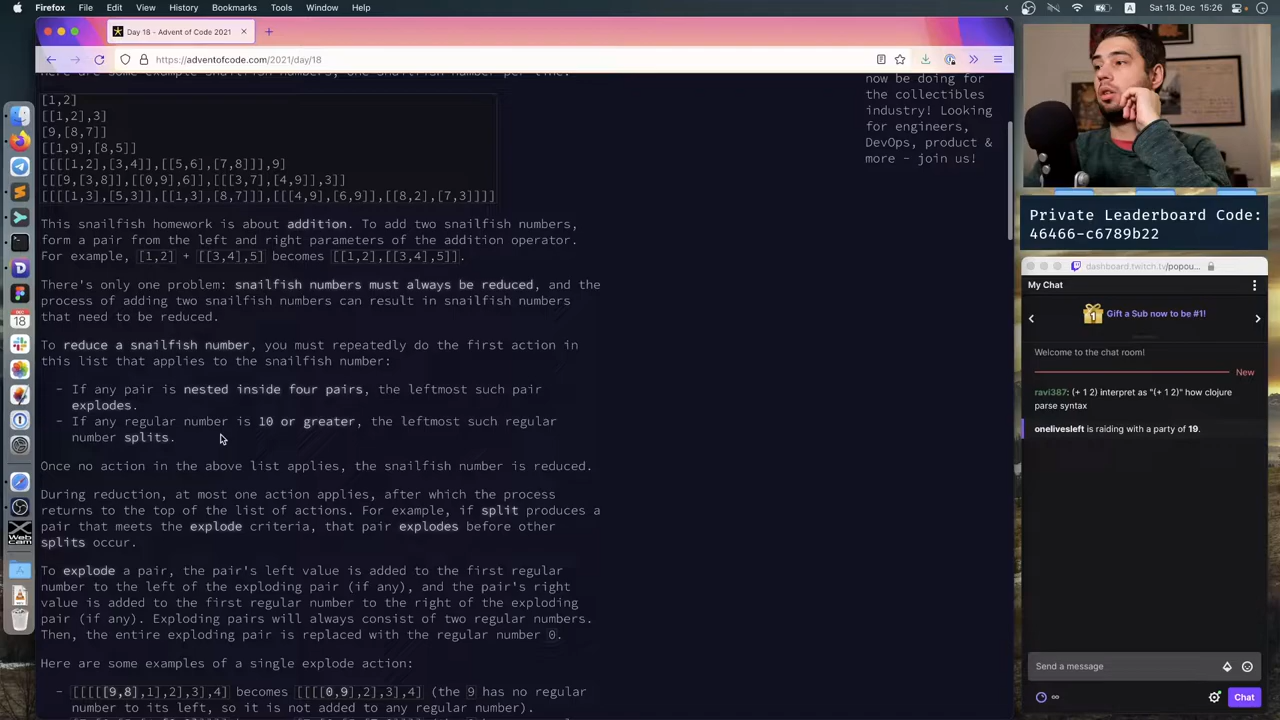 Firefox File Edit View History Bookmarks Tools Window Help
A Sat 18. Dec 15:26
Day 18 - Advent of Code 2021
https://adventofcode.com/2021/day/18
[1,2]
[[1,2],3]
[9,[8,7]]
[[1,9],[8,5]]
[[[[1,2],[3,4]],[[5,6],[7,8]]],9]
[[[9,[3,8]],[[0,9],6]],[[[3,7],[4,9]],3]]
[[[[1,3],[5,3]],[[1,3],[8,7]]],[[[4,9],[6,9]],[[8,2],[7,3]]]]
This snailfish homework is about addition. To add two snailfish numbers,
form a pair from the left and right parameters of the addition operator.
For example, [1,2] + [[3,4],5] becomes [[1,2],[[3,4],5]].
There's only one problem: snailfish numbers must always be reduced, and the
process of adding two snailfish numbers can result in snailfish numbers
that need to be reduced.
To reduce a snailfish number, you must repeatedly do the first action in
this list that applies to the snailfish number:
- If any pair is nested inside four pairs, the leftmost such pair
explodes.
- If any regular number is 10 or greater, the leftmost such regular
number splits.
Once no action in the above list applies, the snailfish number is reduced.
During reduction, at most one action applies, after which the process
returns to the top of the list of actions. For example, if split produces a
pair that meets the explode criteria, that pair explodes before other
splits occur.
To explode a pair, the pair's left value is added to the first regular
number to the left of the exploding pair (if any), and the pair's right
value is added to the first regular number to the right of the exploding
pair (if any). Exploding pairs will always consist of two regular numbers.
Then, the entire exploding pair is replaced with the regular number 0.
Here are some examples of a single explode action:
- [[[[[9,8],1],2],3],4] becomes [[[[0,9],2],3],4] (the 9 has no regular
number to its left, so it is not added to any regular number).
now be doing for
the collectibles
industry! Looking
for engineers,
DevOps, product &
more - join us!
Private Leaderboard Code:
46466-c6789b22
dashboard.twitch.tv/popou...
My Chat
1
Gift a Sub now to be #1!
Welcome to the chat room!
New
ravi387: (+ 1 2) interpret as "(+ 1 2)" how clojure
parse syntax
onelivesleft is raiding with a party of 19.
Send a message
∞
Chat
DEC
18
WebCam